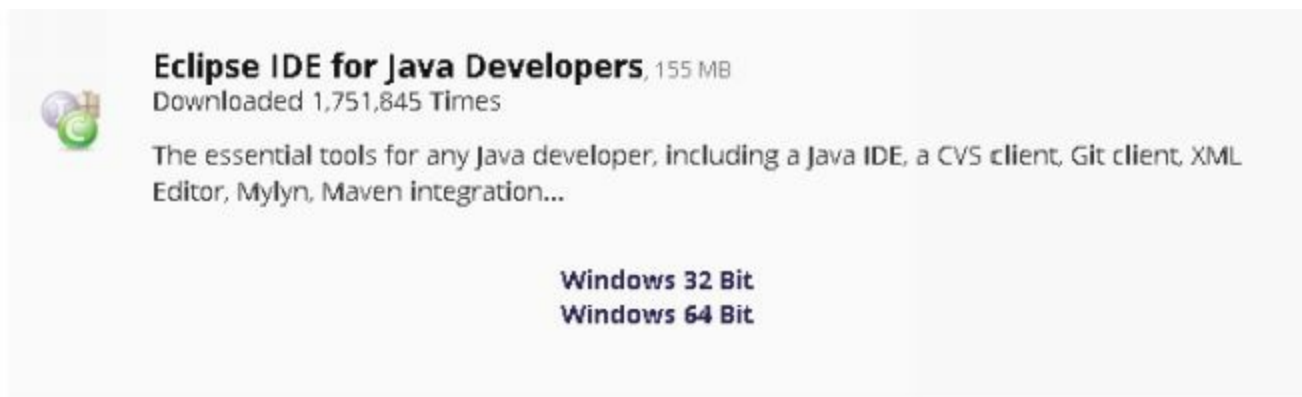 Eclipse IDE for Java Developers, 155 MB
Downloaded 1,751,845 Times
The essential tools for any Java developer, including a Java IDE, a CVS client, Git client, XML
Editor, Mylyn, Maven integration...
Windows 32 Bit
Windows 64 Bit